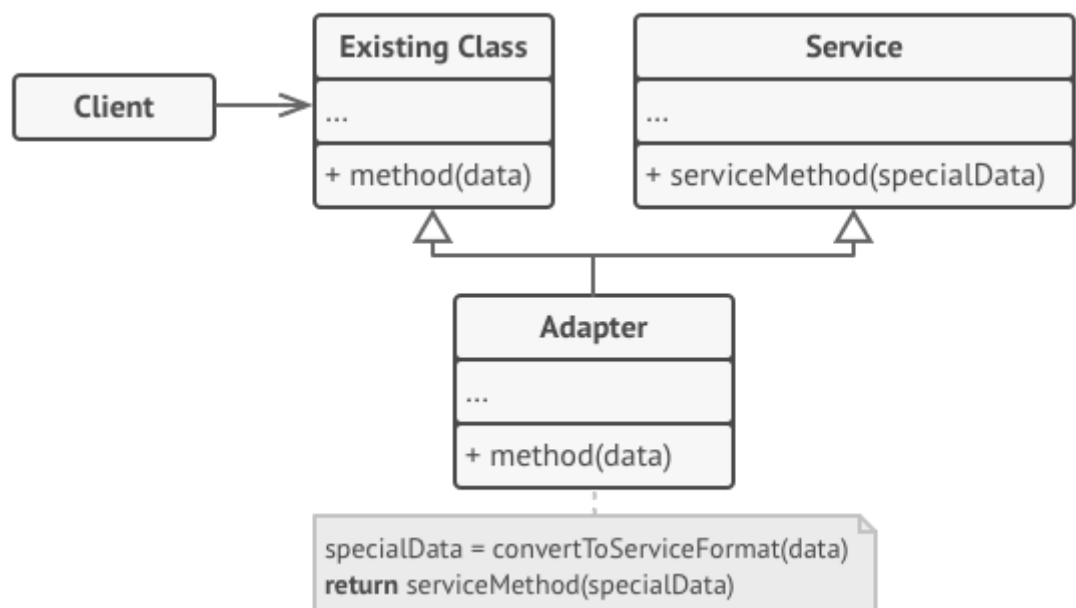 Client
Existing Class
...
+ method(data)
Service
...
+ serviceMethod(specialData)
Adapter
...
+ method(data)
specialData = convertToServiceFormat(data)
return serviceMethod(specialData)